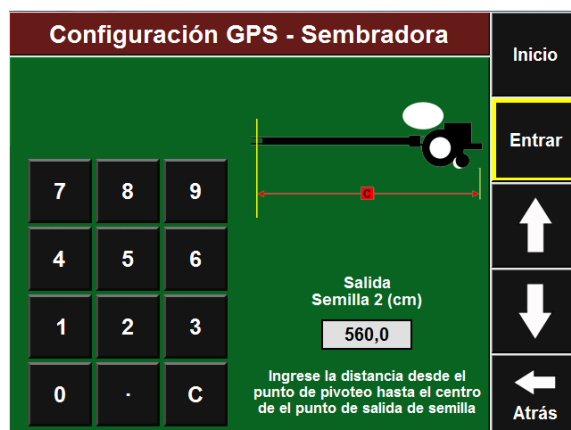 Configuración GPS - Sembradora
Inicio
Entrar
C
7 8 9
4 5 6
1 2 3
0 . C
Salida
Semilla 2 (cm)
560,0
Ingrese la distancia desde el
punto de pivoteo hasta el centro
de el punto de salida de semilla
Atrás